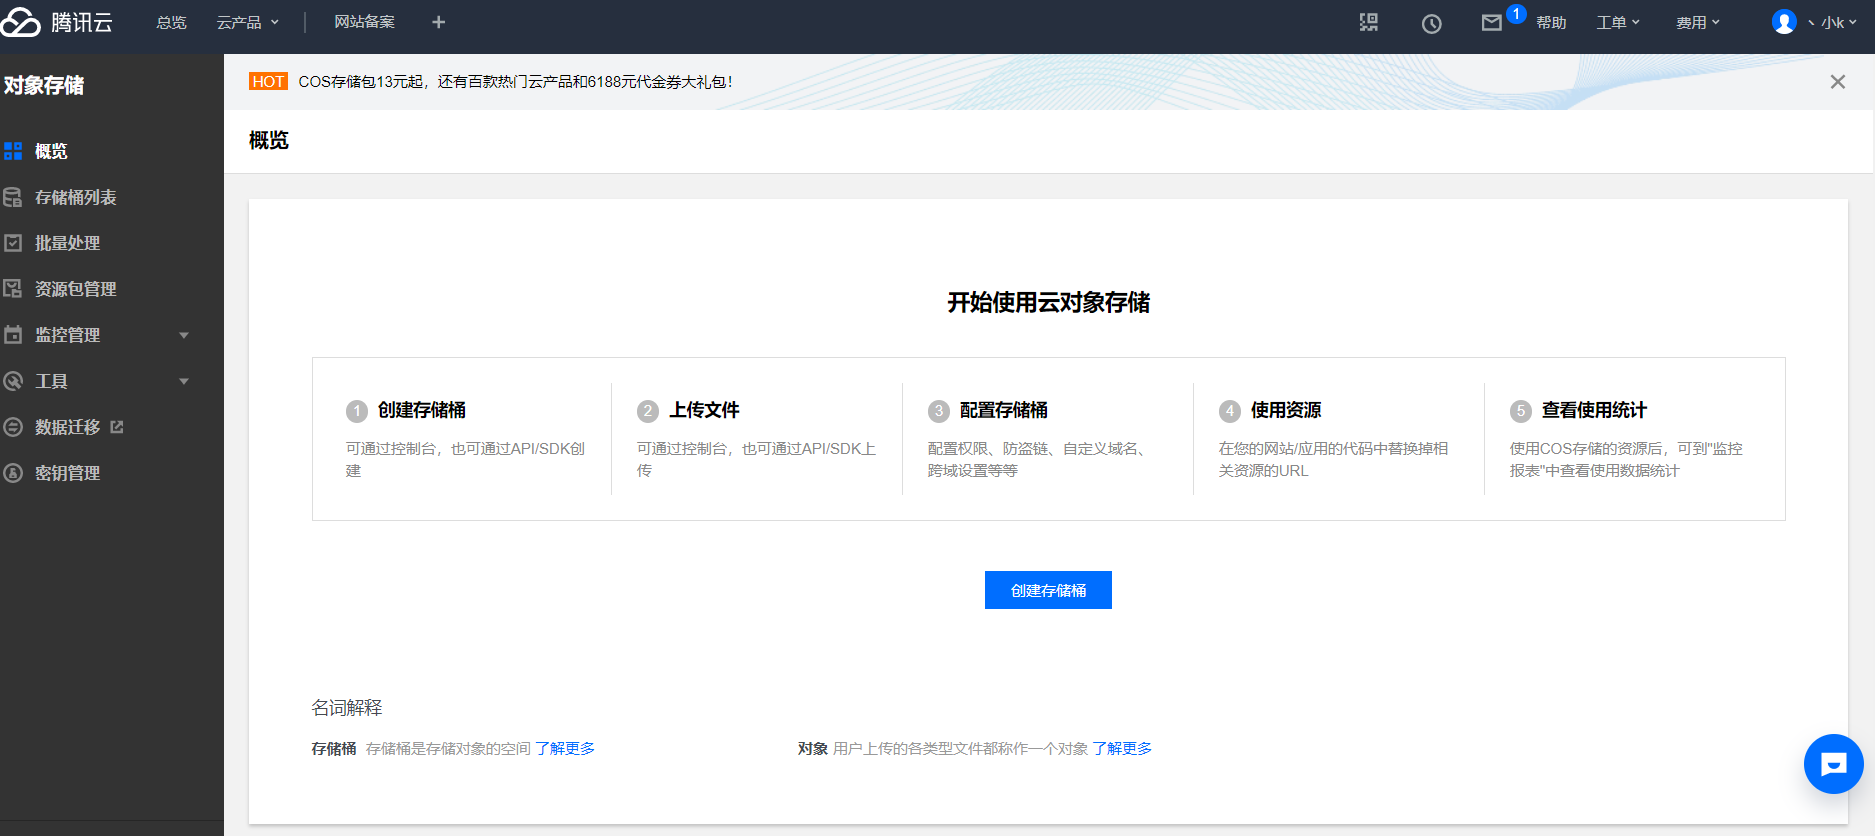 腾讯云
总览
云产品
网站备案
1
帮助
工单
费用
丶 小k
对象存储
概览
存储桶列表
批量处理
资源包管理
监控管理
工具
数据迁移
密钥管理
HOT COS存储包13元起，还有百款热门云产品和6188元代金券大礼包！
概览
开始使用云对象存储
1 创建存储桶
可通过控制台，也可通过API/SDK创
建
2 上传文件
可通过控制台，也可通过API/SDK上
传
3 配置存储桶
配置权限、防盗链、自定义域名、
跨域设置等等
4 使用资源
在您的网站/应用的代码中替换掉相
关资源的URL
5 查看使用统计
使用COS存储的资源后，可到"监控
报表"中查看使用数据统计
创建存储桶
名词解释
存储桶 存储桶是存储对象的空间 了解更多
对象 用户上传的各类型文件都称作一个对象 了解更多